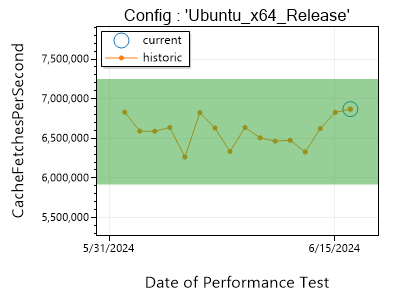 Config : 'Ubuntu_x64_Release'
current
historic
CacheFetchesPerSecond
7,500,000
7,000,000
6,500,000
6,000,000
5,500,000
5/31/2024
6/15/2024
Date of Performance Test